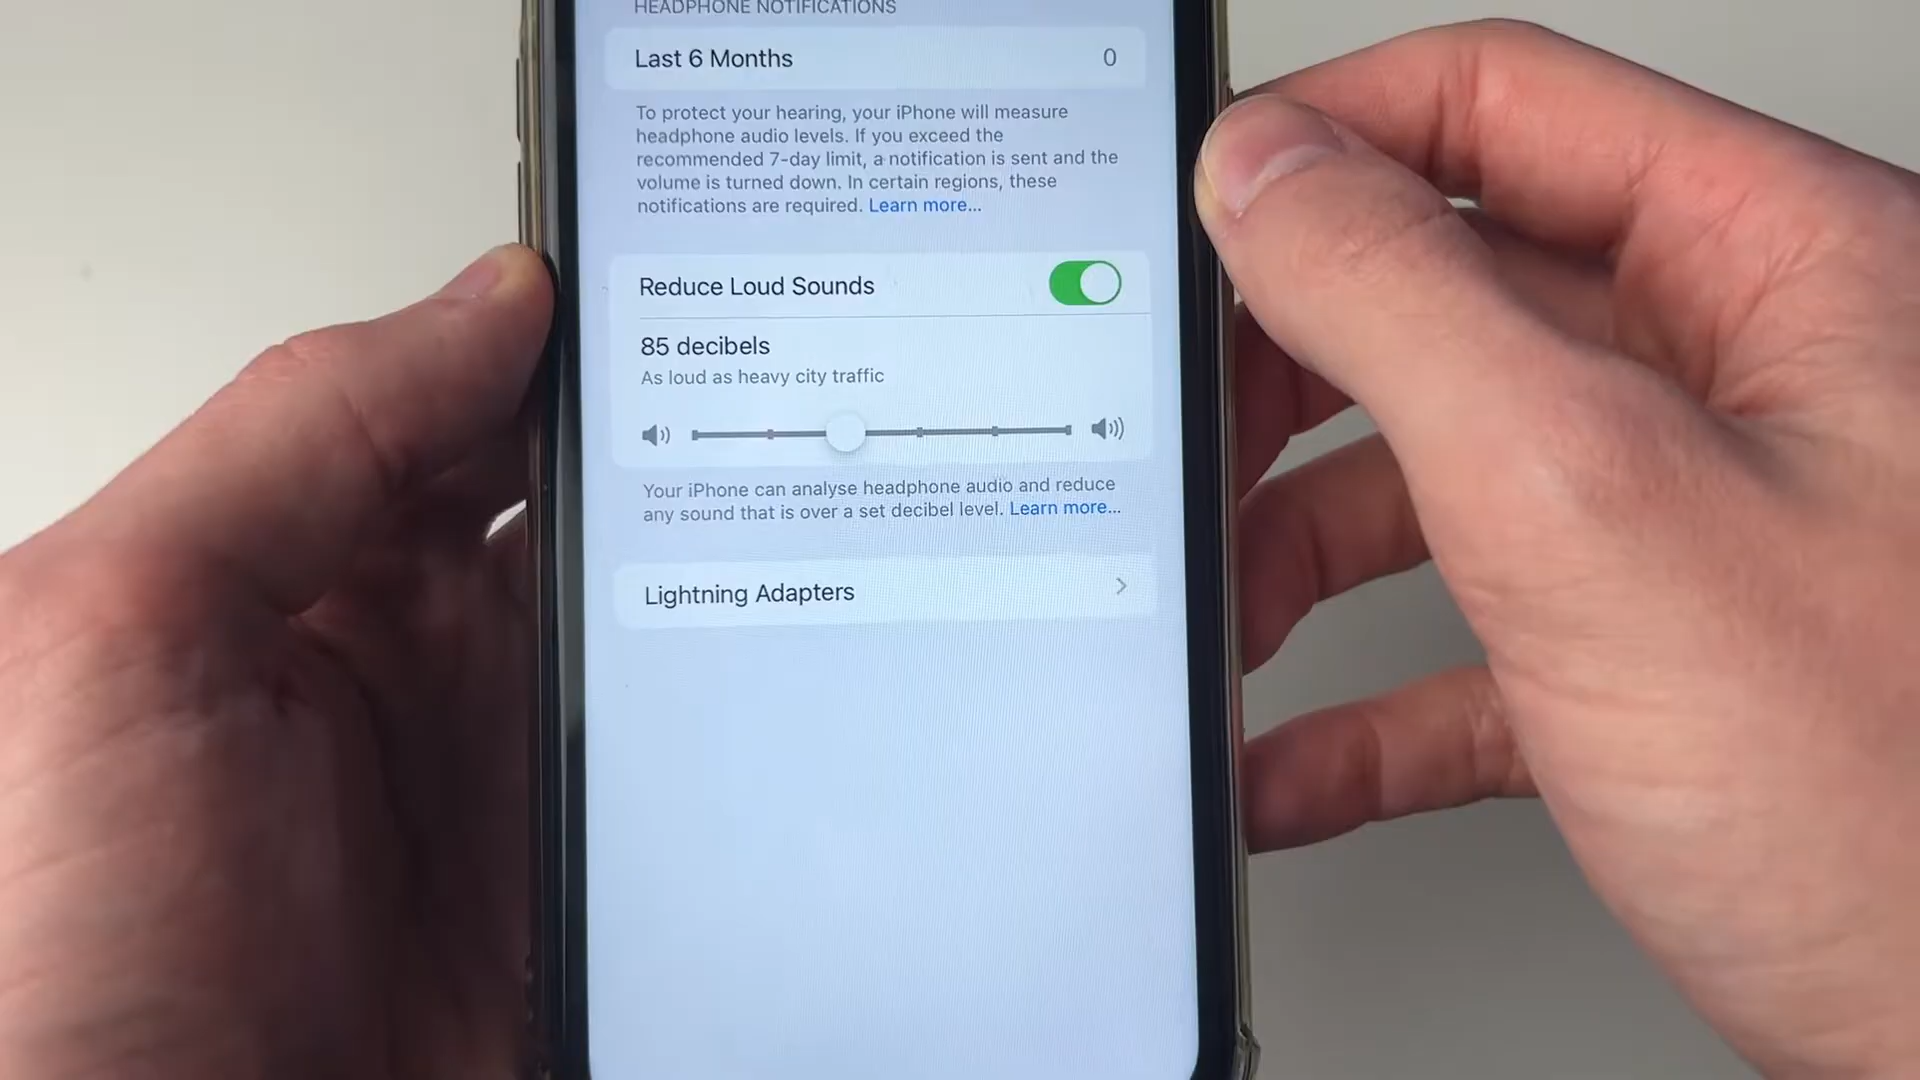 HEADPHONE NOTIFICATIONS
Last 6 Months 0
To protect your hearing, your iPhone will measure
headphone audio levels. If you exceed the
recommended 7-day limit, a notification is sent and the
volume is turned down. In certain regions, these
notifications are required. Learn more...
Reduce Loud Sounds
85 decibels
As loud as heavy city traffic
Your iPhone can analyse headphone audio and reduce
any sound that is over a set decibel level. Learn more...
Lightning Adapters